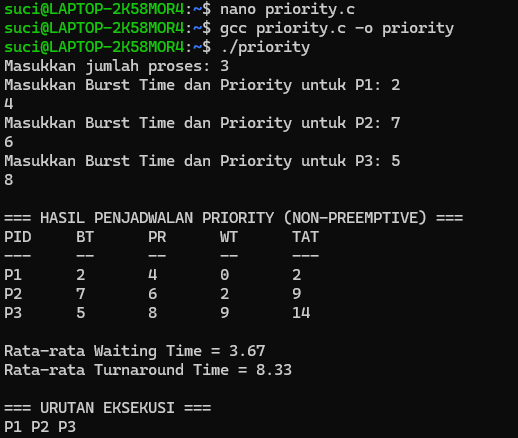 suci@LAPTOP-2K58MOR4:~$ nano priority.c
suci@LAPTOP-2K58MOR4:~$ gcc priority.c -o priority
suci@LAPTOP-2K58MOR4:~$ ./priority
Masukkan jumlah proses: 3
Masukkan Burst Time dan Priority untuk P1: 2
4
Masukkan Burst Time dan Priority untuk P2: 7
6
Masukkan Burst Time dan Priority untuk P3: 5
8
=== HASIL PENJADWALAN PRIORITY (NON-PREEMPTIVE) ===
PID BT PR WT TAT
--- -- -- -- ---
P1 2 4 0 2
P2 7 6 2 9
P3 5 8 9 14
Rata-rata Waiting Time = 3.67
Rata-rata Turnaround Time = 8.33
=== URUTAN EKSEKUSI ===
P1 P2 P3